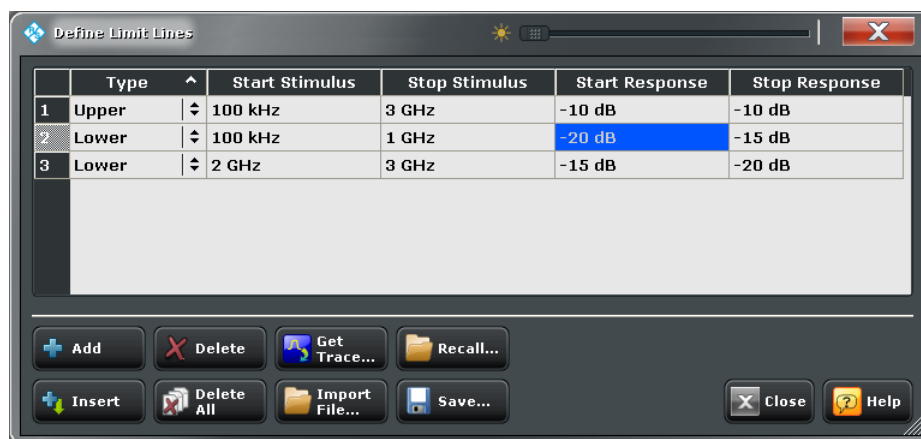 Define Limit Lines
Type Start Stimulus Stop Stimulus Start Response Stop Response
1 Upper 100 kHz 3 GHz -10 dB -10 dB
2 Lower 100 kHz 1 GHz -20 dB -15 dB
3 Lower 2 GHz 3 GHz -15 dB -20 dB
Add
Delete
Get
Trace...
Recall...
Insert
Delete
All
Import
File...
Save...
X Close
? Help